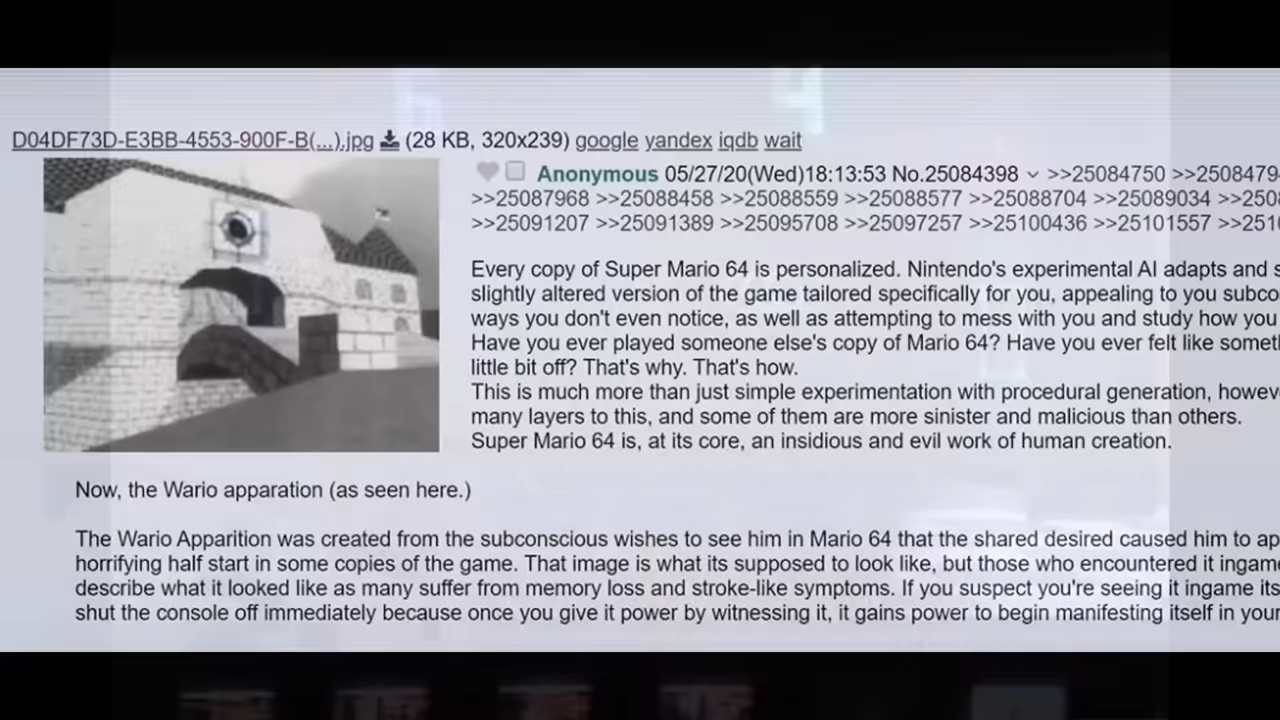 D04DF73D-E3BB-4553-900F-B(...).jpg (28 KB, 320x239) google yandex iqdb wait
Anonymous 05/27/20(Wed)18:13:53 No.25084398 >>25084750 >>2508479
>>25087968 >>25088458 >>25088559 >>25088577 >>25088704 >>25089034 >>250
>>25091207 >>25091389 >>25095708 >>25097257 >>25100436 >>25101557 >>251
Every copy of Super Mario 64 is personalized. Nintendo's experimental AI adapts and
slightly altered version of the game tailored specifically for you, appealing to you subco
ways you don't even notice, as well as attempting to mess with you and study how you
Have you ever played someone else's copy of Mario 64? Have you ever felt like somet
little bit off? That's why. That's how.
This is much more than just simple experimentation with procedural generation, howev
many layers to this, and some of them are more sinister and malicious than others.
Super Mario 64 is, at its core, an insidious and evil work of human creation.
Now, the Wario apparation (as seen here.)
The Wario Apparition was created from the subconscious wishes to see him in Mario 64 that the shared desired caused him to ap
horrifying half start in some copies of the game. That image is what its supposed to look like, but those who encountered it ingame
describe what it looked like as many suffer from memory loss and stroke-like symptoms. If you suspect you're seeing it ingame its
shut the console off immediately because once you give it power by witnessing it, it gains power to begin manifesting itself in your